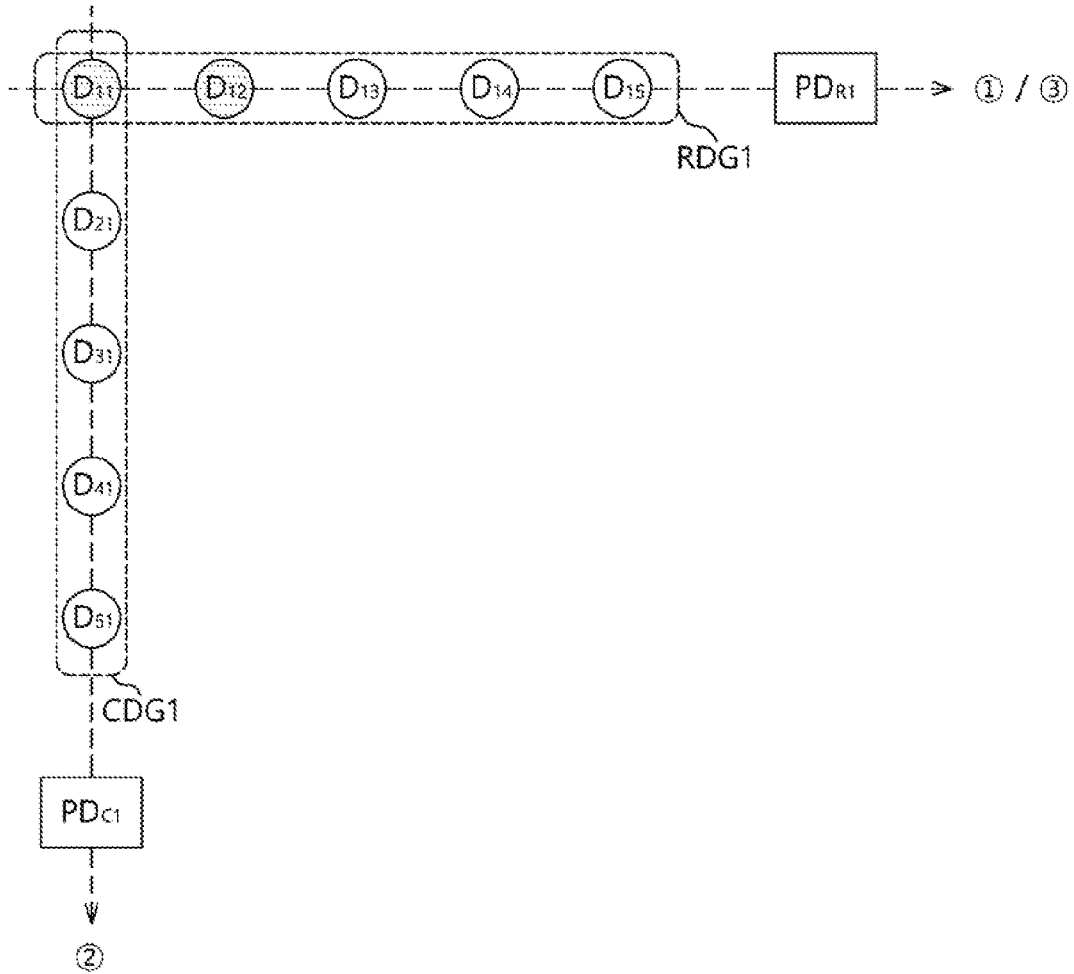 D11 D12 D13 D14 D15 PDR1 ① / ③
RDG1
D21
D31
D41
D51
CDG1
PDC1
②